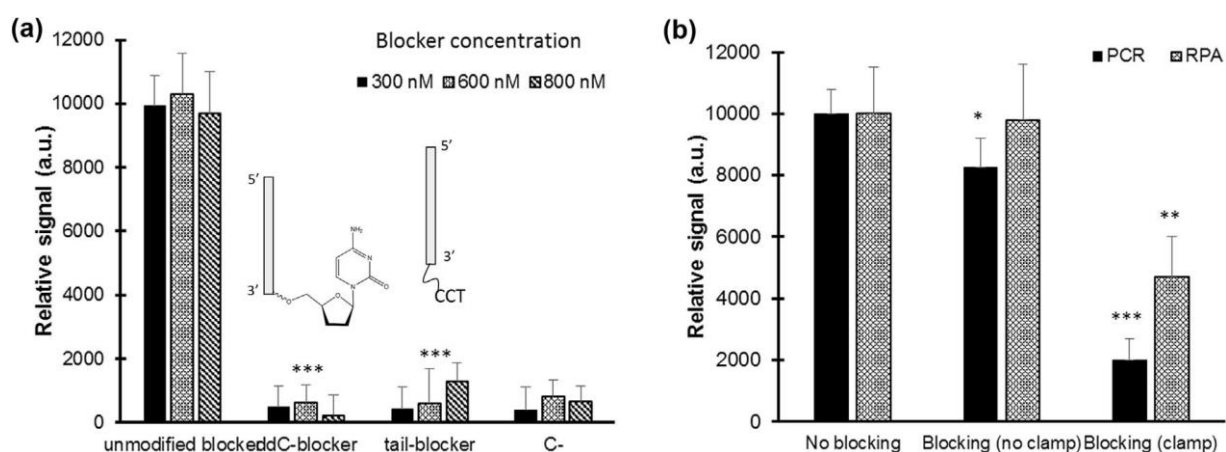 (a)
12000
10000
8000
6000
4000
2000
0
Relative signal (a.u.)
Blocker concentration
300 nM 600 nM 800 nM
5′
3′
O
O
N
N
O
NH₂
5′
3′
CCT
***
***
unmodified blocker ddC-blocker tail-blocker C-
(b)
12000
10000
8000
6000
4000
2000
0
Relative signal (a.u.)
PCR RPA
*
**
***
No blocking Blocking (no clamp) Blocking (clamp)